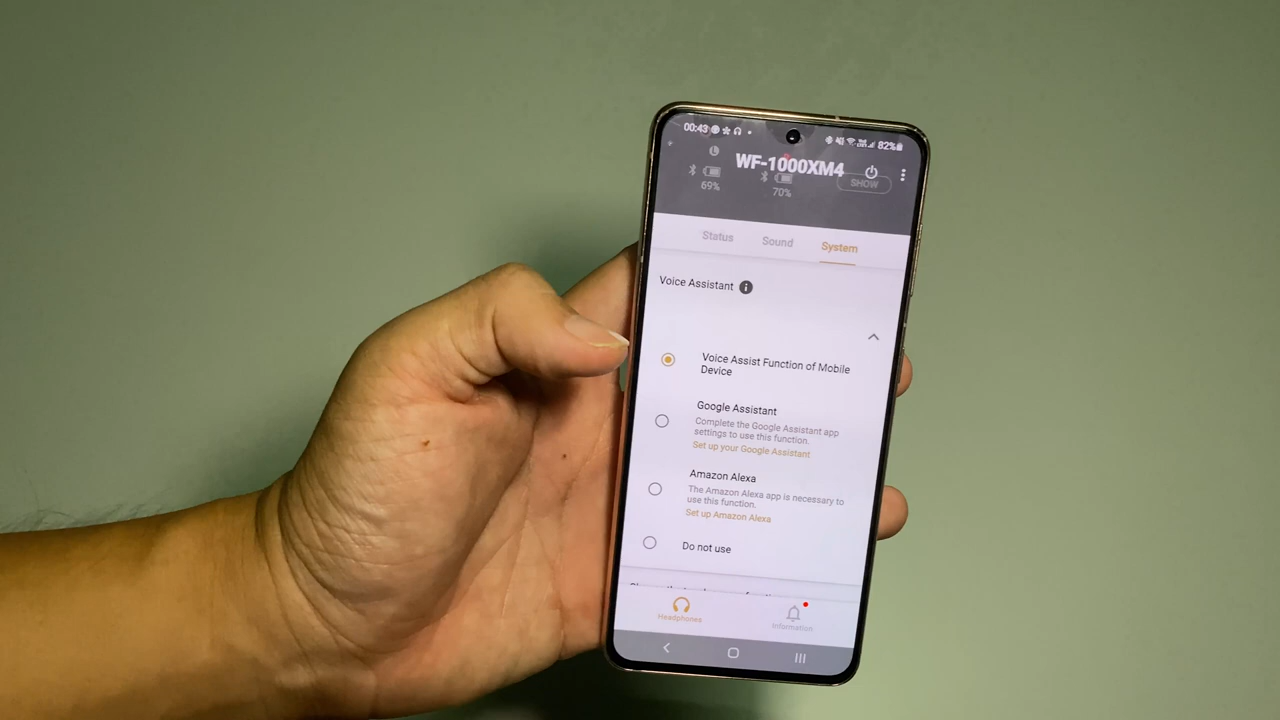 00:43
82%
WF-1000XM4
SHOW
69%
70%
Status Sound System
Voice Assistant
Voice Assist Function of Mobile
Device
Google Assistant
Complete the Google Assistant app
settings to use this function.
Set up your Google Assistant
Amazon Alexa
The Amazon Alexa app is necessary to
use this function.
Set up Amazon Alexa
Do not use
Headphones
Information